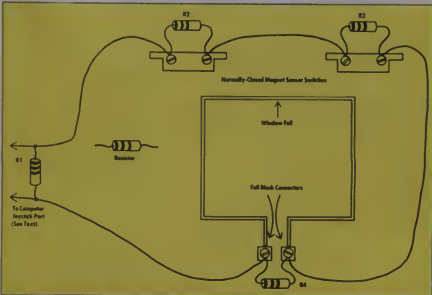 R2
R3
Normally-Closed Magnet Sensor Switches
Window Foil
R1
Resistor
Foil Block Connectors
To Computer
Joystick Port
(See Text)
R4